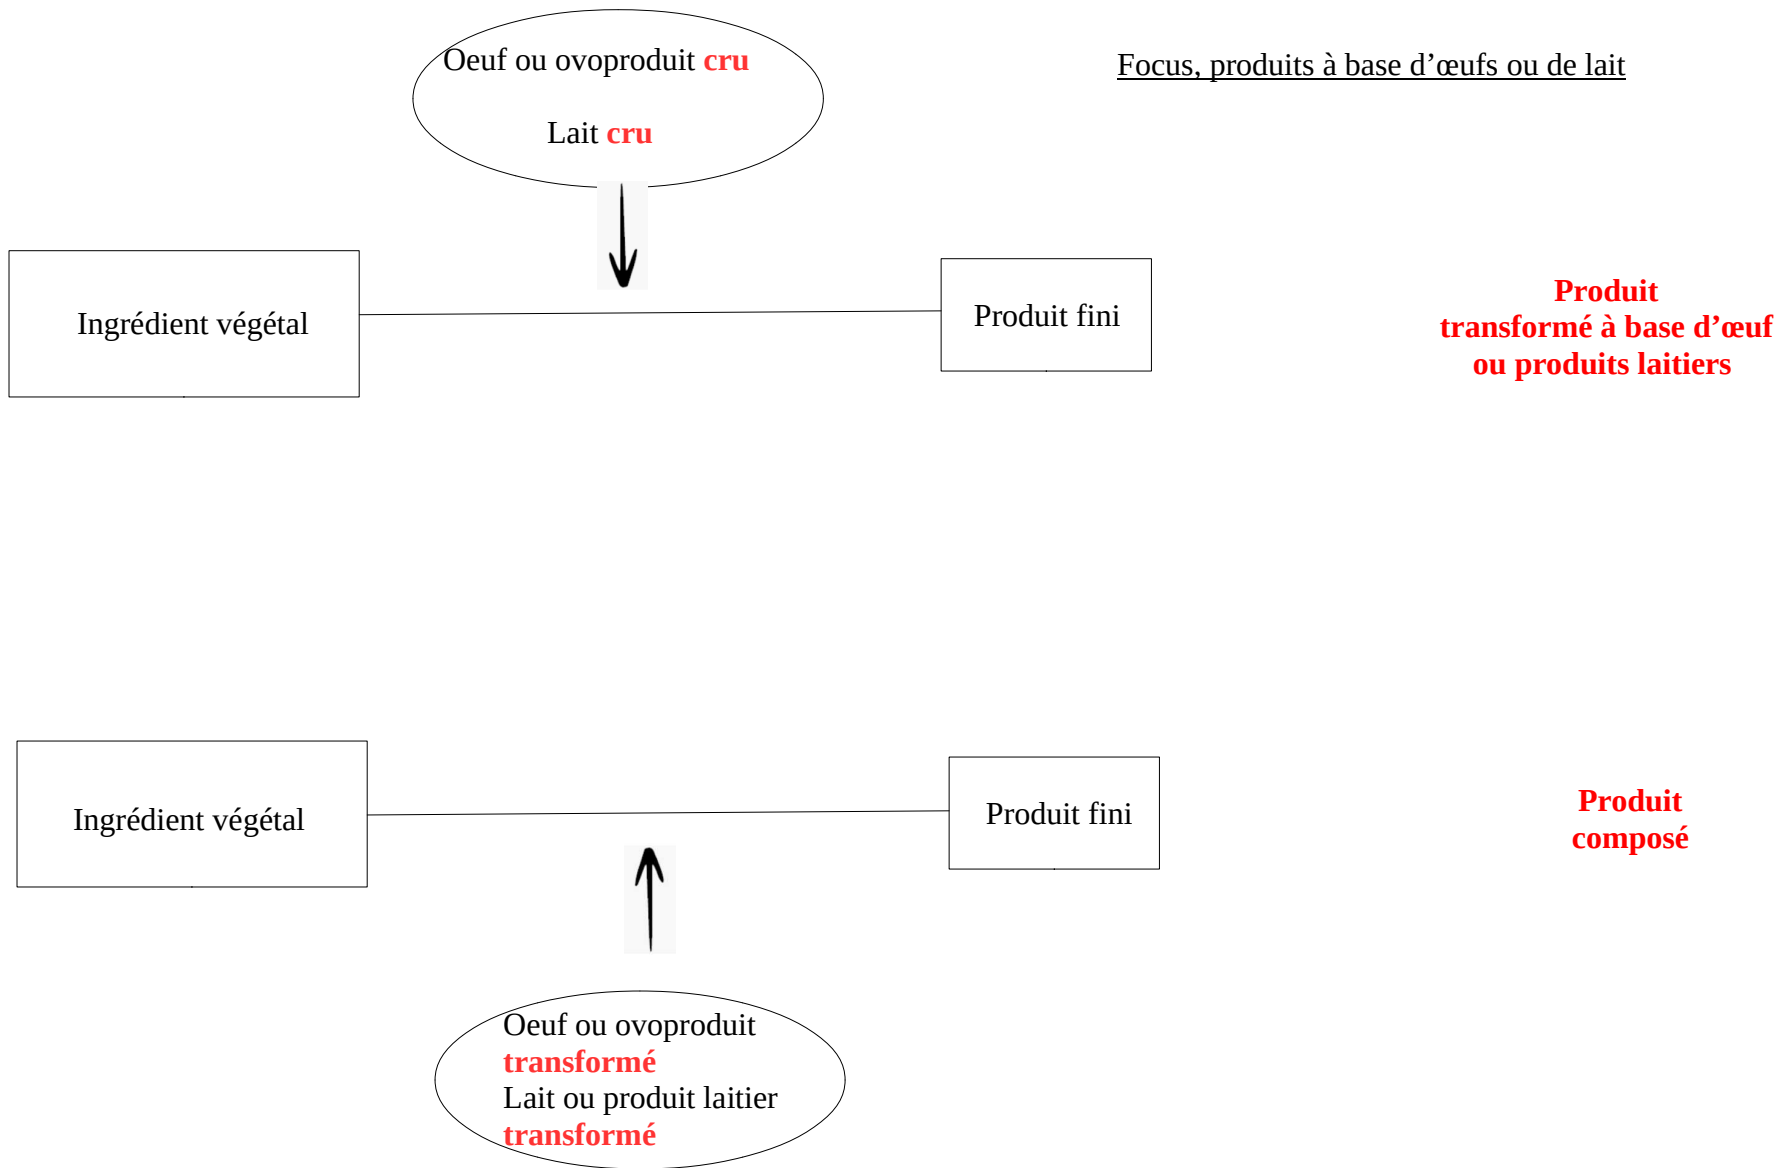 Oeuf ou ovoproduit cru
Lait cru
Focus, produits à base d’œufs ou de lait
Ingrédient végétal
Produit fini
Produit
transformé à base d’œuf
ou produits laitiers
Ingrédient végétal
Produit fini
Produit
composé
Oeuf ou ovoproduit
transformé
Lait ou produit laitier
transformé